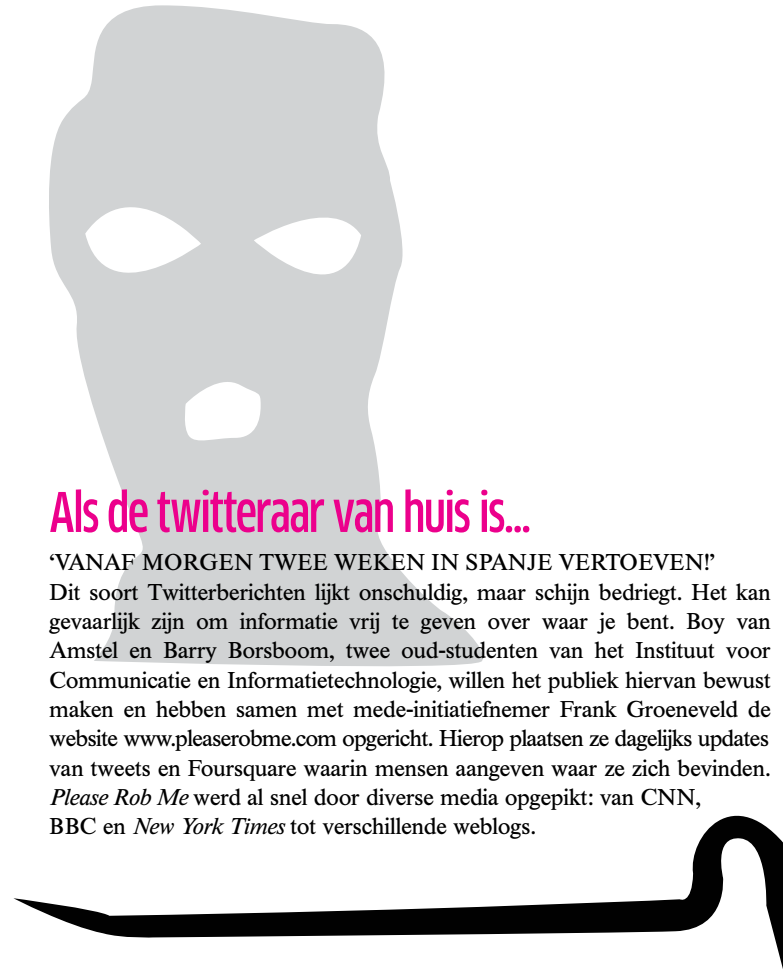 Als de twitteraar van huis is...
‘VANAF MORGEN TWEE WEKEN IN SPANJE VERTOEVEN!’
Dit soort Twitterberichten lijkt onschuldig, maar schijn bedriegt. Het kan
gevaarlijk zijn om informatie vrij te geven over waar je bent. Boy van
Amstel en Barry Borsboom, twee oud-studenten van het Instituut voor
Communicatie en Informatietechnologie, willen het publiek hiervan bewust
maken en hebben samen met mede-initiatiefnemer Frank Groeneveld de
website www.pleaserobme.com opgericht. Hierop plaatsen ze dagelijks updates
van tweets en Foursquare waarin mensen aangeven waar ze zich bevinden.
Please Rob Me werd al snel door diverse media opgepikt: van CNN,
BBC en New York Times tot verschillende weblogs.